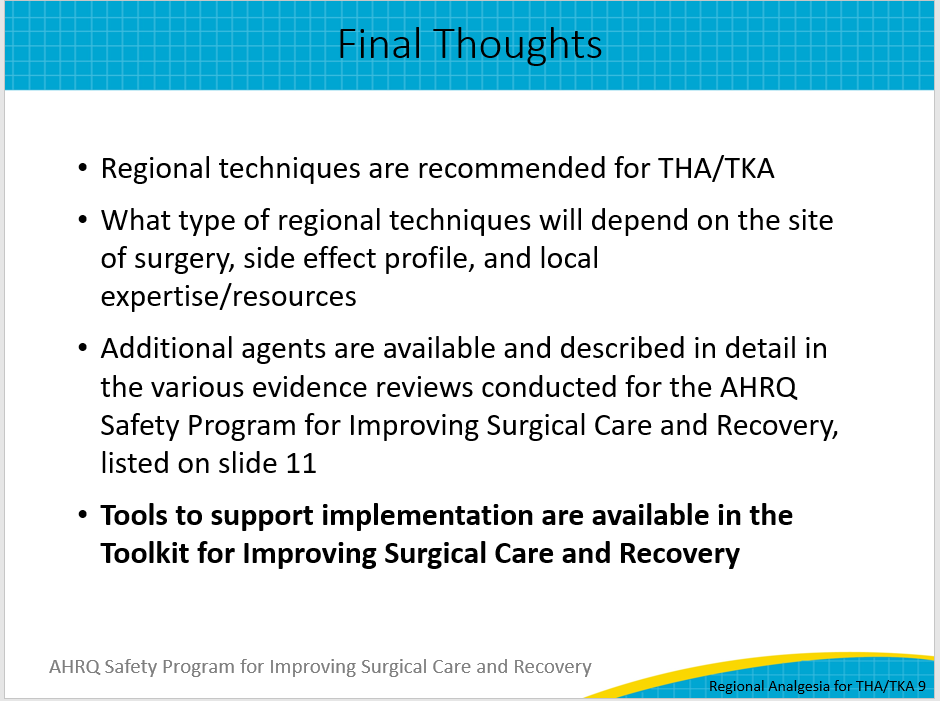 Final Thoughts
• Regional techniques are recommended for THA/TKA
• What type of regional techniques will depend on the site
of surgery, side effect profile, and local
expertise/resources
• Additional agents are available and described in detail in
the various evidence reviews conducted for the AHRQ
Safety Program for Improving Surgical Care and Recovery,
listed on slide 11
• Tools to support implementation are available in the
Toolkit for Improving Surgical Care and Recovery
AHRQ Safety Program for Improving Surgical Care and Recovery
Regional Analgesia for THA/TKA 9